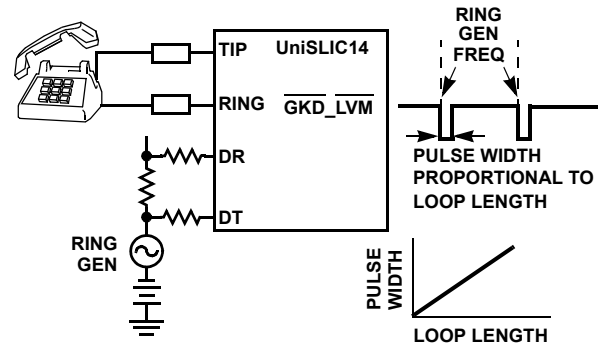 TIP
UniSLIC14
RING
GKD_LVM
DR
DT
RING
GEN
RING
GEN
FREQ
PULSE WIDTH
PROPORTIONAL TO
LOOP LENGTH
PULSE
WIDTH
LOOP LENGTH